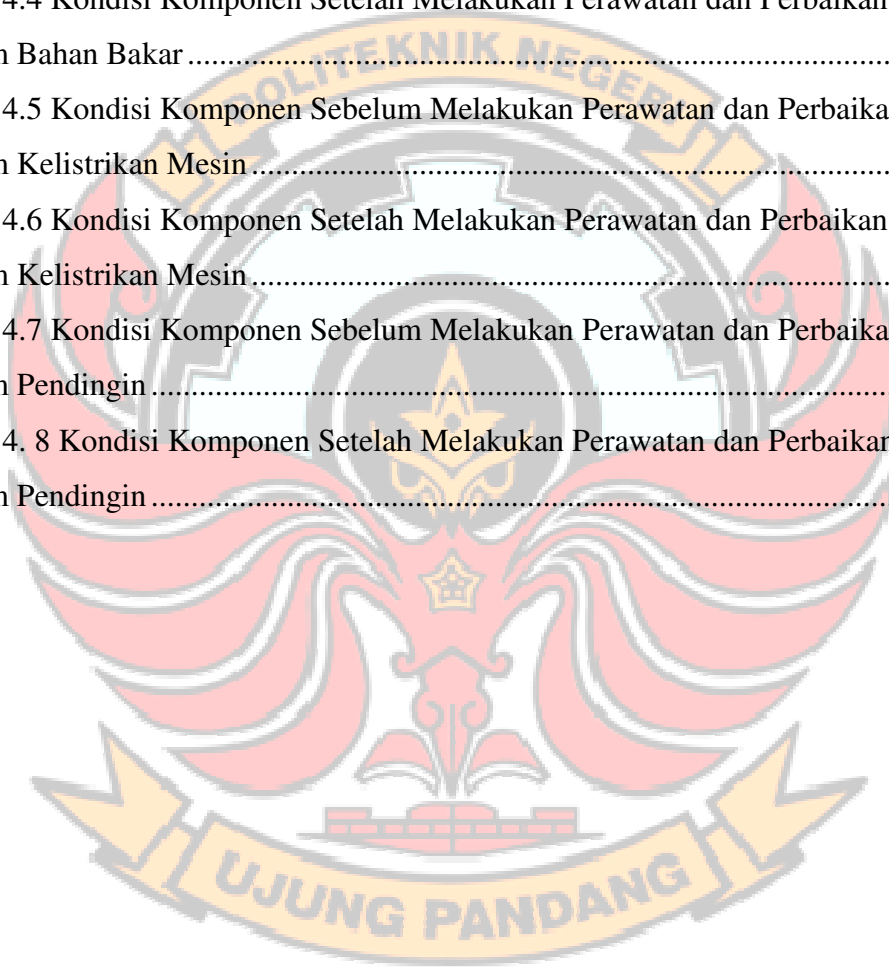 4.4 Kondisi Komponen Setelah Melakukan Perawatan dan Perbaikan
n Bahan Bakar ....................................................................................................
4.5 Kondisi Komponen Sebelum Melakukan Perawatan dan Perbaika
n Kelistrikan Mesin ...........................................................................................
4.6 Kondisi Komponen Setelah Melakukan Perawatan dan Perbaikan
n Kelistrikan Mesin ...........................................................................................
4.7 Kondisi Komponen Sebelum Melakukan Perawatan dan Perbaika
n Pendingin .........................................................................................................
4. 8 Kondisi Komponen Setelah Melakukan Perawatan dan Perbaikan
n Pendingin .........................................................................................................
POLITEKNIK NEGERI
UJUNG PANDANG